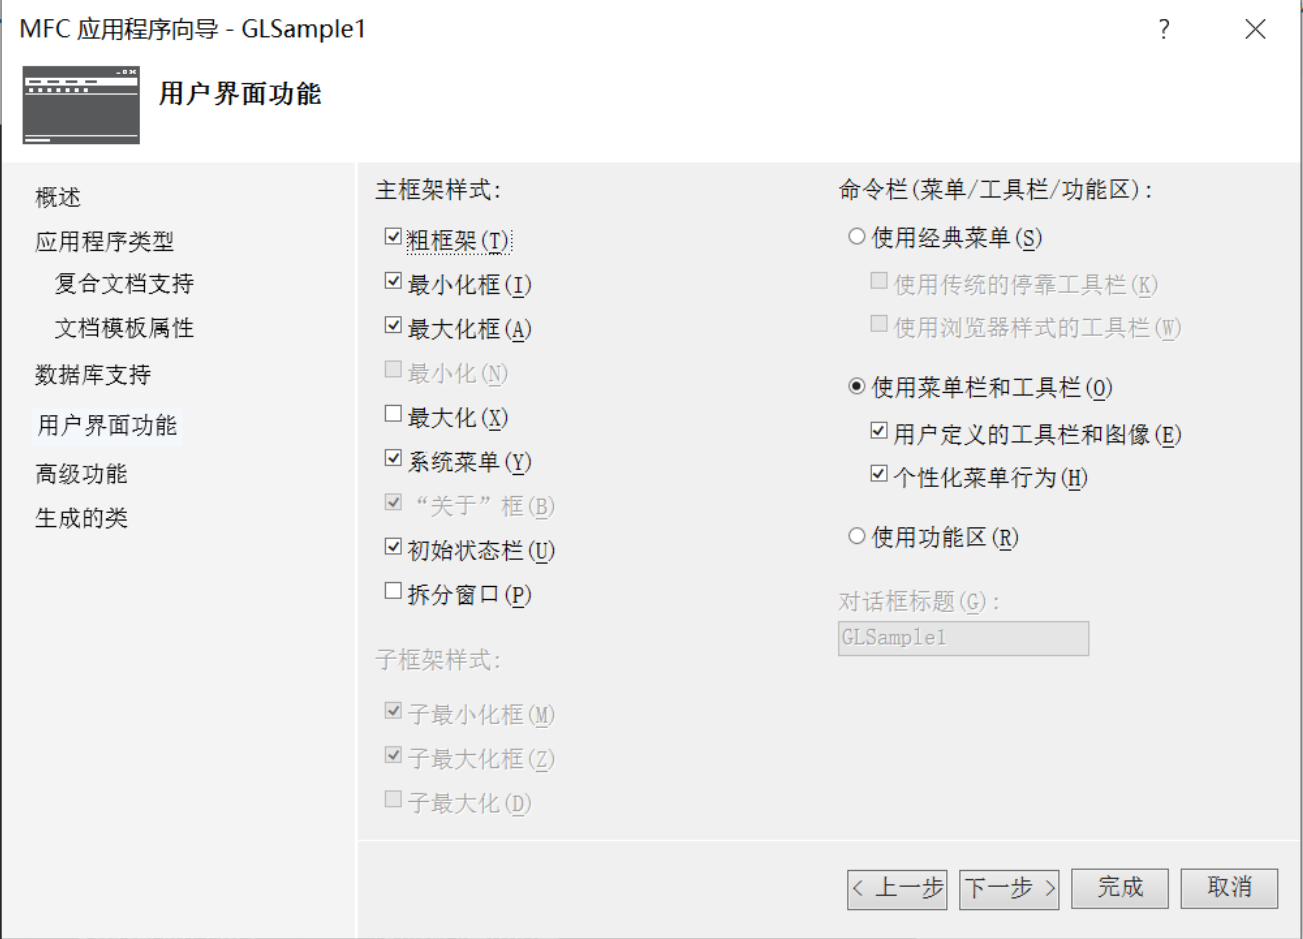 MFC 应用程序向导 - GLSample1
?
用户界面功能
概述
应用程序类型
复合文档支持
文档模板属性
数据库支持
用户界面功能
高级功能
生成的类
主框架样式:
粗框架(T)
最小化框(I)
最大化框(A)
最小化(N)
最大化(X)
系统菜单(Y)
“关于”框(B)
初始状态栏(U)
拆分窗口(P)
子框架样式:
子最小化框(M)
子最大化框(Z)
子最大化(D)
命令栏(菜单/工具栏/功能区):
使用经典菜单(S)
使用传统的停靠工具栏(K)
使用浏览器样式的工具栏(W)
使用菜单栏和工具栏(O)
用户定义的工具栏和图像(E)
个性化菜单行为(H)
使用功能区(R)
对话框标题(G):
GLSample1
< 上一步
下一步 >
完成
取消